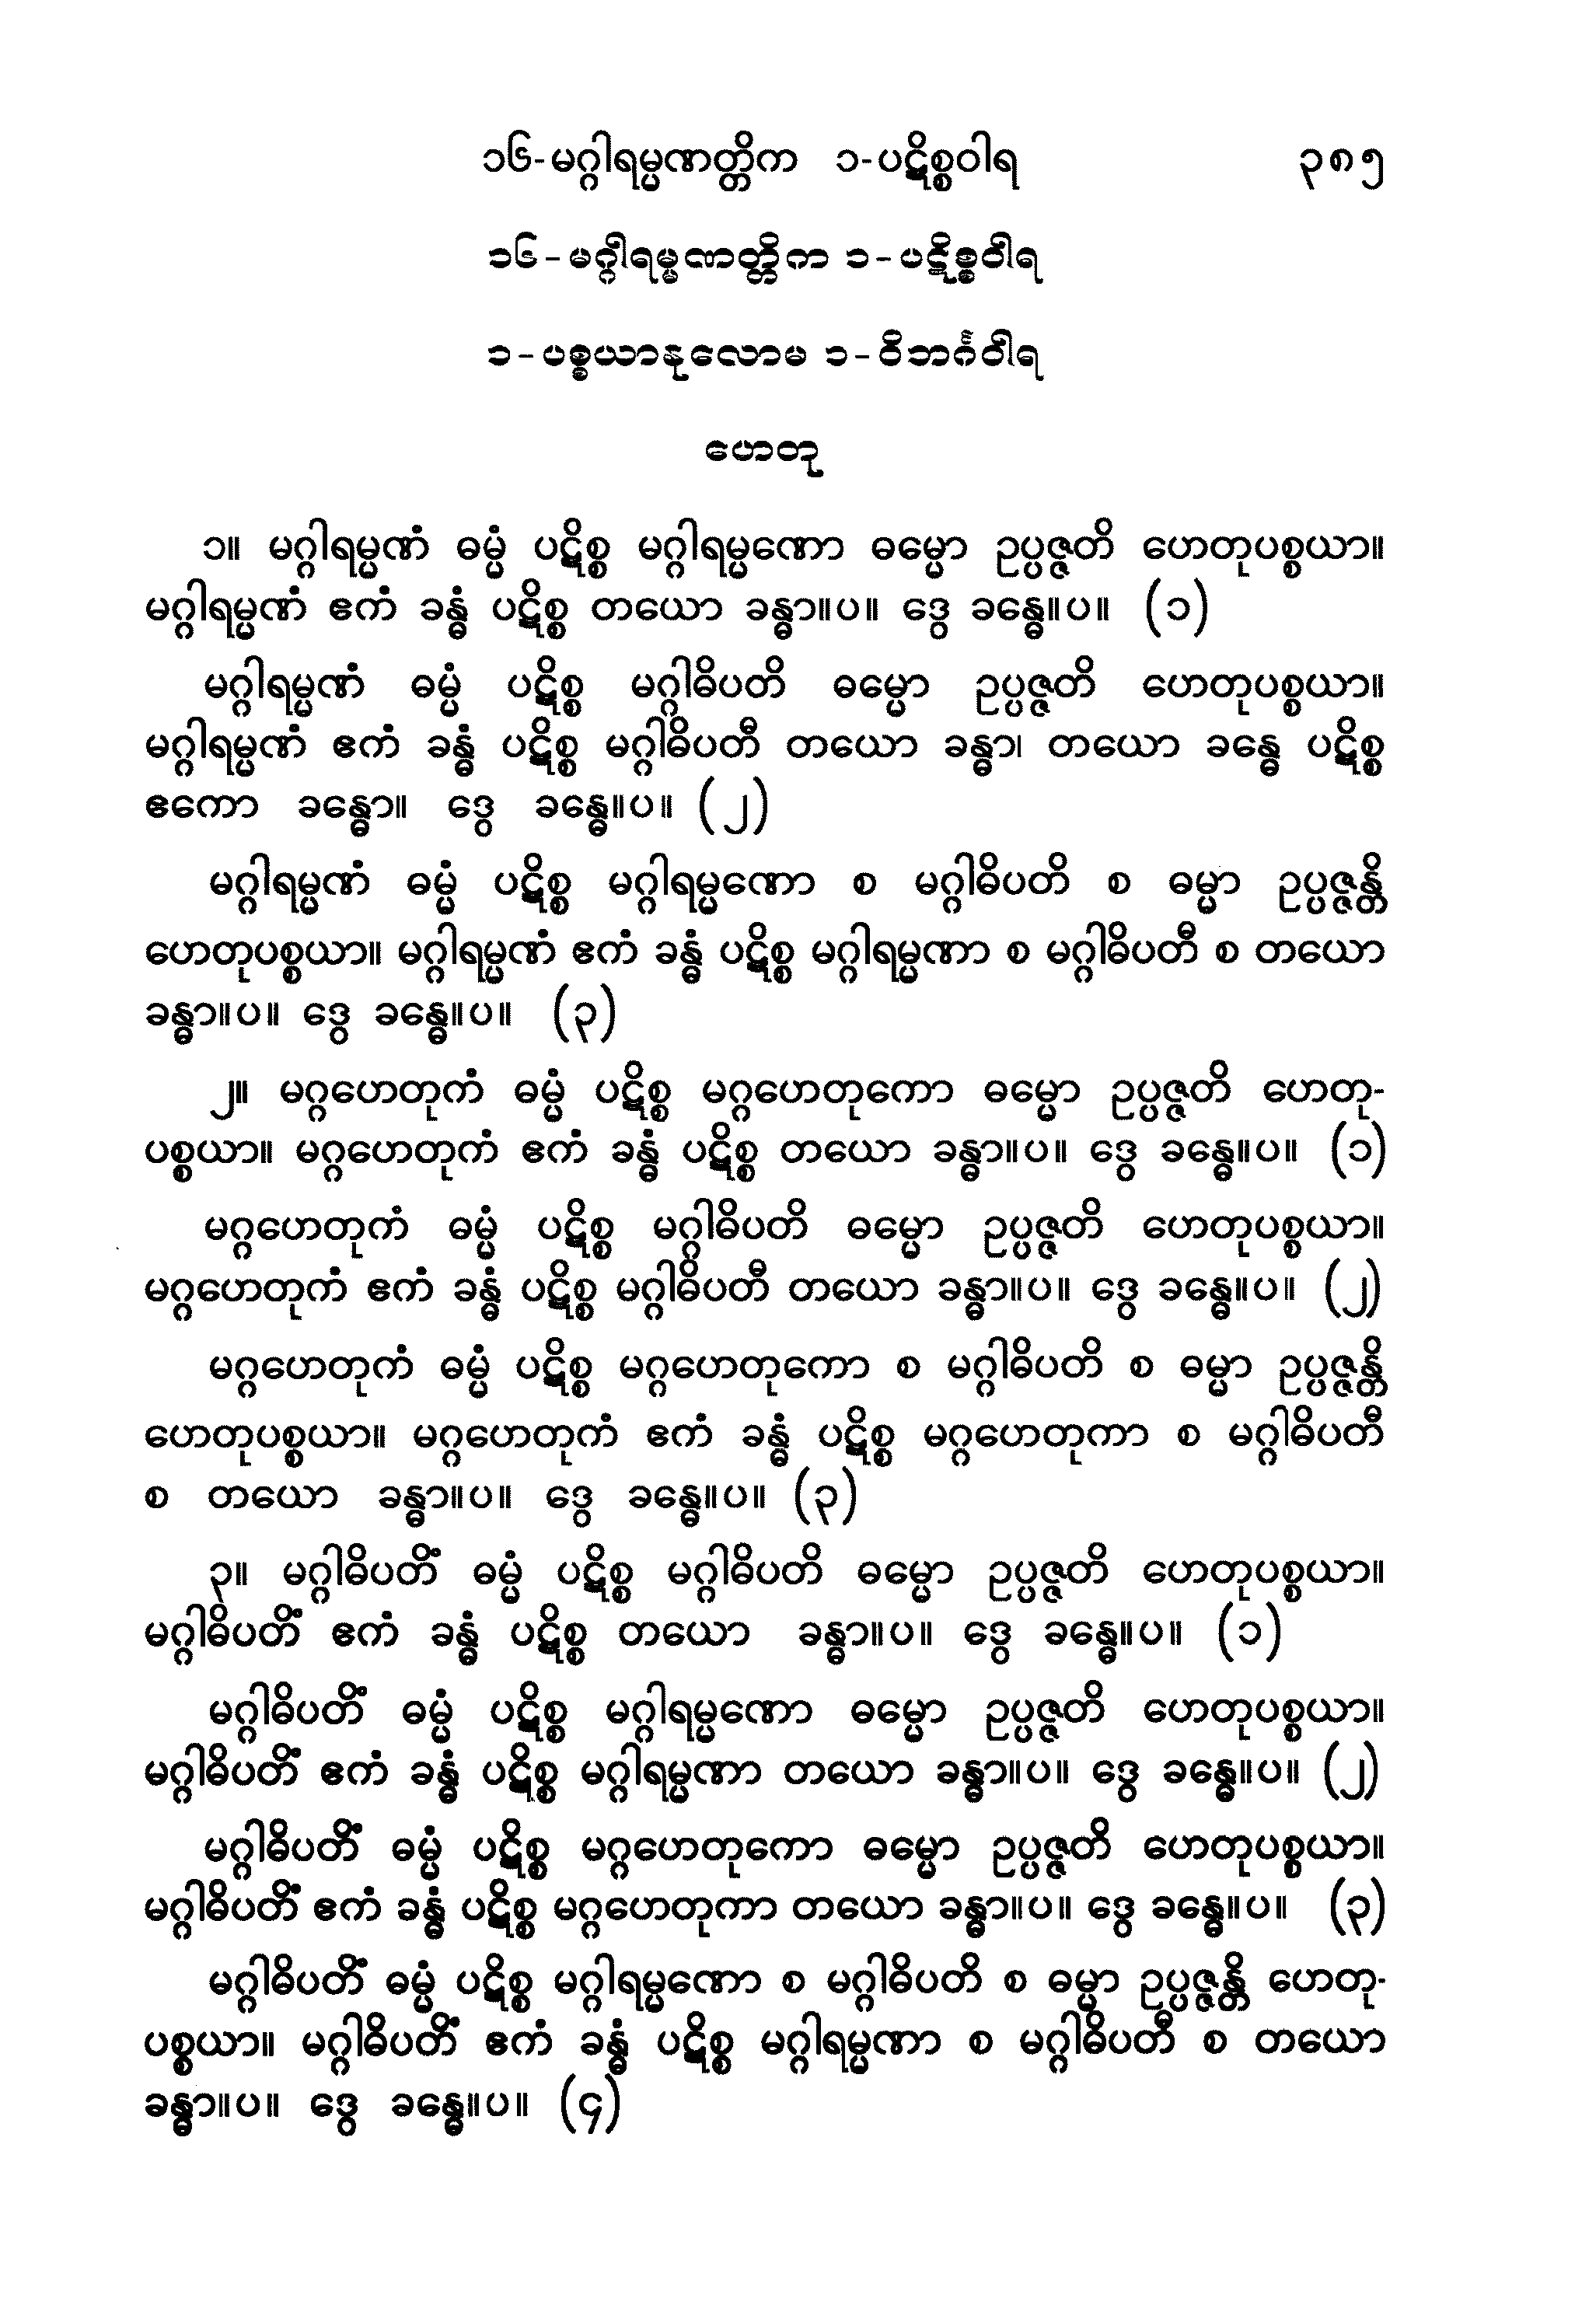 ၁၆-မဂ္ဂါရမ္မဏတ္တိက ၁-ပဋိစ္စဝါရ ၃၈၅
၁၆-မဂ္ဂါရမ္မဏတ္တိက ၁-ပဋိစ္စဝါရ
၁-ပစ္စယာနုလောမ ၁-ဝိဘင်္ဂဝါရ
ဟေတု
၁။ မဂ္ဂါရမ္မဏံ ဓမ္မံ ပဋိစ္စ မဂ္ဂါရမ္မဏော ဓမ္မော ဥပ္ပဇ္ဇတိ ဟေတုပစ္စယာ။
မဂ္ဂါရမ္မဏံ ဧကံ ခန္ဓံ ပဋိစ္စ တယော ခန္ဓာ။ပ။ ဒွေ ခန္ဓေ။ပ။ (၁)
မဂ္ဂါရမ္မဏံ ဓမ္မံ ပဋိစ္စ မဂ္ဂါဓိပတိ ဓမ္မော ဥပ္ပဇ္ဇတိ ဟေတုပစ္စယာ။
မဂ္ဂါရမ္မဏံ ဧကံ ခန္ဓံ ပဋိစ္စ မဂ္ဂါဓိပတီ တယော ခန္ဓာ၊ တယော ခန္ဓေ ပဋိစ္စ
ဧကော ခန္ဓော။ ဒွေ ခန္ဓေ။ပ။ (၂)
မဂ္ဂါရမ္မဏံ ဓမ္မံ ပဋိစ္စ မဂ္ဂါရမ္မဏော စ မဂ္ဂါဓိပတိ စ ဓမ္မာ ဥပ္ပဇ္ဇန္တိ
ဟေတုပစ္စယာ။ မဂ္ဂါရမ္မဏံ ဧကံ ခန္ဓံ ပဋိစ္စ မဂ္ဂါရမ္မဏာ စ မဂ္ဂါဓိပတီ စ တယော
ခန္ဓာ။ပ။ ဒွေ ခန္ဓေ။ပ။ (၃)
၂။ မဂ္ဂဟေတုကံ ဓမ္မံ ပဋိစ္စ မဂ္ဂဟေတုကော ဓမ္မော ဥပ္ပဇ္ဇတိ ဟေတု-
ပစ္စယာ။ မဂ္ဂဟေတုကံ ဧကံ ခန္ဓံ ပဋိစ္စ တယော ခန္ဓာ။ပ။ ဒွေ ခန္ဓေ။ပ။ (၁)
မဂ္ဂဟေတုကံ ဓမ္မံ ပဋိစ္စ မဂ္ဂါဓိပတိ ဓမ္မော ဥပ္ပဇ္ဇတိ ဟေတုပစ္စယာ။
မဂ္ဂဟေတုကံ ဧကံ ခန္ဓံ ပဋိစ္စ မဂ္ဂါဓိပတီ တယော ခန္ဓာ။ပ။ ဒွေ ခန္ဓေ။ပ။ (၂)
မဂ္ဂဟေတုကံ ဓမ္မံ ပဋိစ္စ မဂ္ဂဟေတုကော စ မဂ္ဂါဓိပတိ စ ဓမ္မာ ဥပ္ပဇ္ဇန္တိ
ဟေတုပစ္စယာ။ မဂ္ဂဟေတုကံ ဧကံ ခန္ဓံ ပဋိစ္စ မဂ္ဂဟေတုကာ စ မဂ္ဂါဓိပတီ
စ တယော ခန္ဓာ။ပ။ ဒွေ ခန္ဓေ။ပ။ (၃)
၃။ မဂ္ဂါဓိပတိံ ဓမ္မံ ပဋိစ္စ မဂ္ဂါဓိပတိ ဓမ္မော ဥပ္ပဇ္ဇတိ ဟေတုပစ္စယာ။
မဂ္ဂါဓိပတိံ ဧကံ ခန္ဓံ ပဋိစ္စ တယော ခန္ဓာ။ပ။ ဒွေ ခန္ဓေ။ပ။ (၁)
မဂ္ဂါဓိပတိံ ဓမ္မံ ပဋိစ္စ မဂ္ဂါရမ္မဏော ဓမ္မော ဥပ္ပဇ္ဇတိ ဟေတုပစ္စယာ။
မဂ္ဂါဓိပတိံ ဧကံ ခန္ဓံ ပဋိစ္စ မဂ္ဂါရမ္မဏာ တယော ခန္ဓာ။ပ။ ဒွေ ခန္ဓေ။ပ။ (၂)
မဂ္ဂါဓိပတိံ ဓမ္မံ ပဋိစ္စ မဂ္ဂဟေတုကော ဓမ္မော ဥပ္ပဇ္ဇတိ ဟေတုပစ္စယာ။
မဂ္ဂါဓိပတိံ ဧကံ ခန္ဓံ ပဋိစ္စ မဂ္ဂဟေတုကာ တယော ခန္ဓာ။ပ။ ဒွေ ခန္ဓေ။ပ။ (၃)
မဂ္ဂါဓိပတိံ ဓမ္မံ ပဋိစ္စ မဂ္ဂါရမ္မဏော စ မဂ္ဂါဓိပတိ စ ဓမ္မာ ဥပ္ပဇ္ဇန္တိ ဟေတု-
ပစ္စယာ။ မဂ္ဂါဓိပတိံ ဧကံ ခန္ဓံ ပဋိစ္စ မဂ္ဂါရမ္မဏာ စ မဂ္ဂါဓိပတီ စ တယော
ခန္ဓာ။ပ။ ဒွေ ခန္ဓေ။ပ။ (၄)